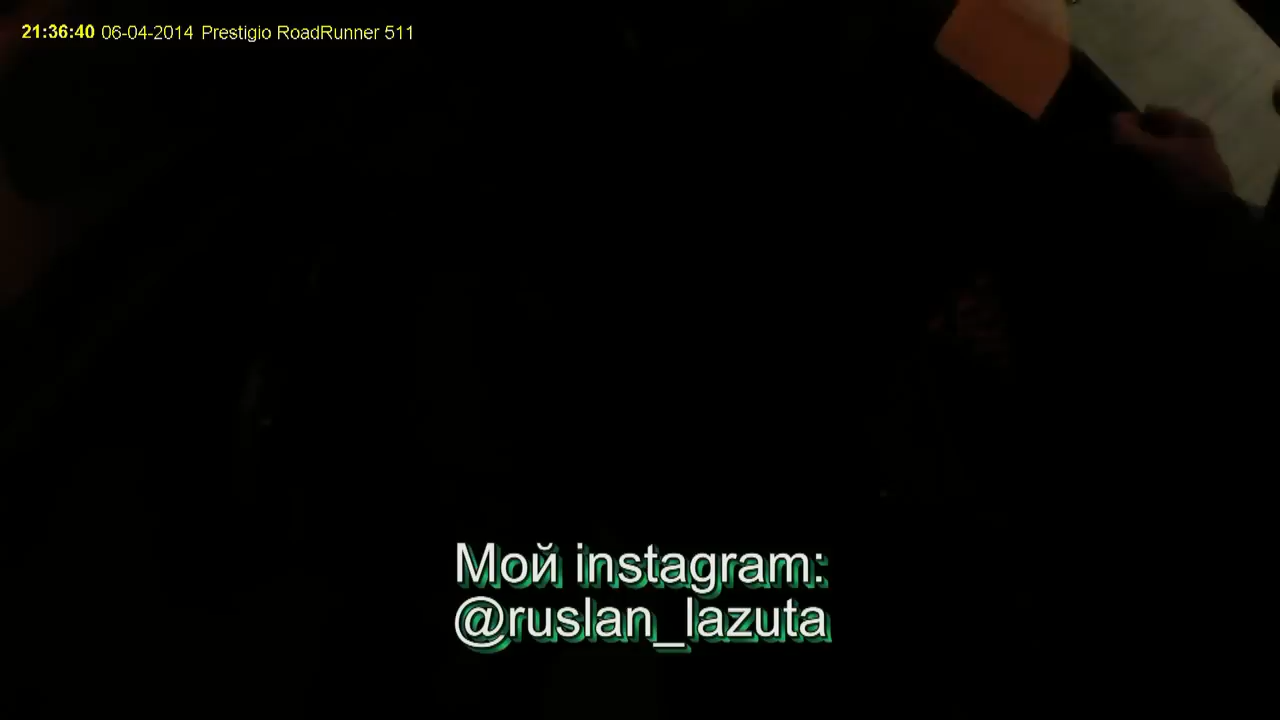 21:36:40 06-04-2014 Prestigio RoadRunner 511
Мой instagram:
@ruslan_lazuta